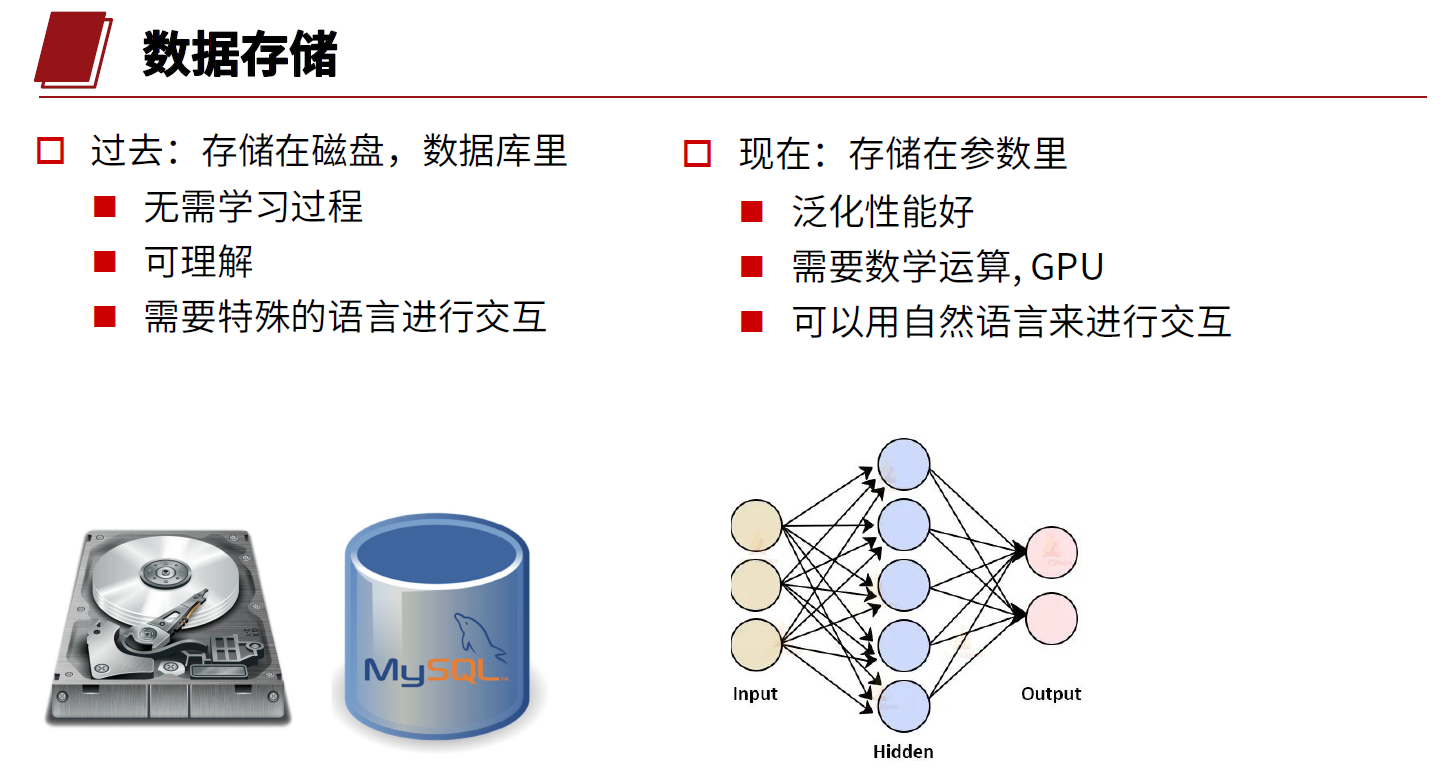 数据存储
过去：存储在磁盘，数据库里
无需学习过程
可理解
需要特殊的语言进行交互
现在：存储在参数里
泛化性能好
需要数学运算, GPU
可以用自然语言来进行交互
MySQL
Input
Output
Hidden